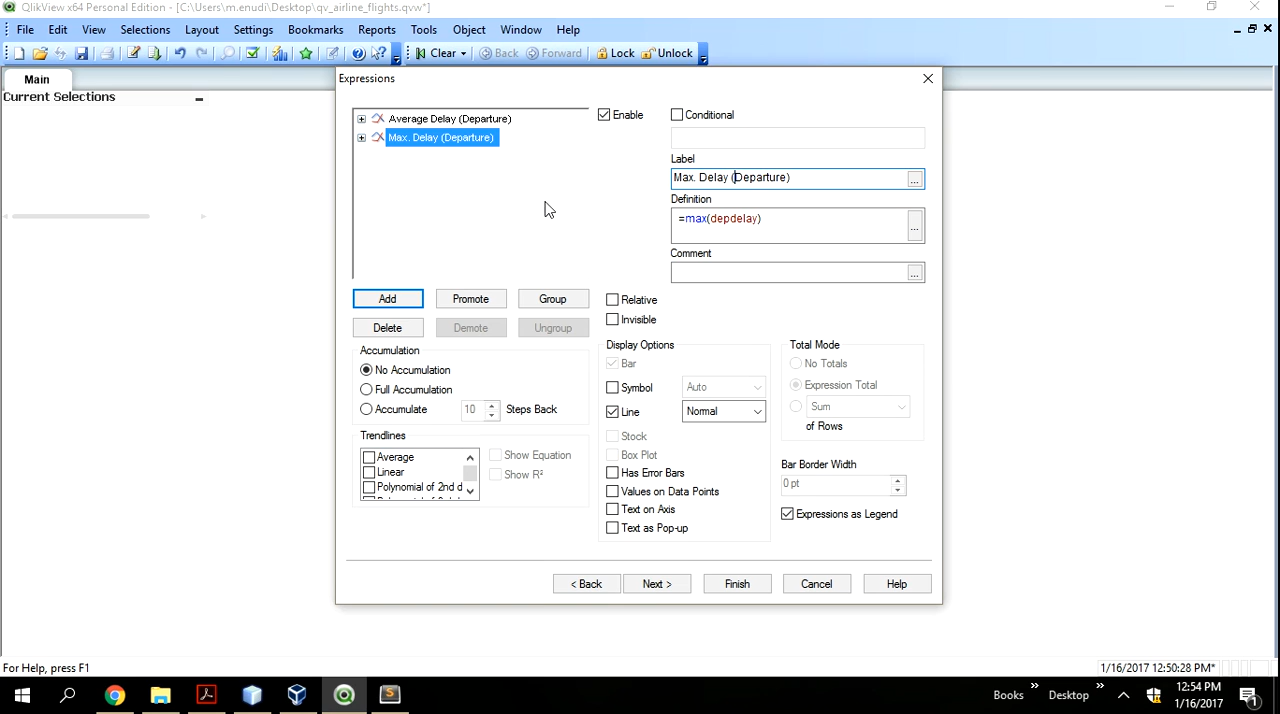 QlikView x64 Personal Edition - [C:\Users\m.enudi\Desktop\qv_airline_flights.qvw*]
File Edit View Selections Layout Settings Bookmarks Reports Tools Object Window Help
Clear Back Forward Lock Unlock
Main
Current Selections
Expressions
Average Delay (Departure)
Max. Delay (Departure)
Enable
Conditional
Label
Max. Delay (Departure)
...
Definition
=max(depdelay)
...
Comment
...
Add Promote Group
Delete Demote Ungroup
Relative
Invisible
Accumulation
No Accumulation
Full Accumulation
Accumulate 10 Steps Back
Trendlines
Average
Linear
Polynomial of 2nd d
Show Equation
Show R²
Display Options
Bar
Symbol Auto
Line Normal
Stock
Box Plot
Has Error Bars
Values on Data Points
Text on Axis
Text as Pop-up
Total Mode
No Totals
Expression Total
Sum
of Rows
Bar Border Width
0 pt
Expressions as Legend
< Back Next > Finish Cancel Help
For Help, press F1
1/16/2017 12:50:28 PM*
Books » Desktop »
12:54 PM
1/16/2017
1